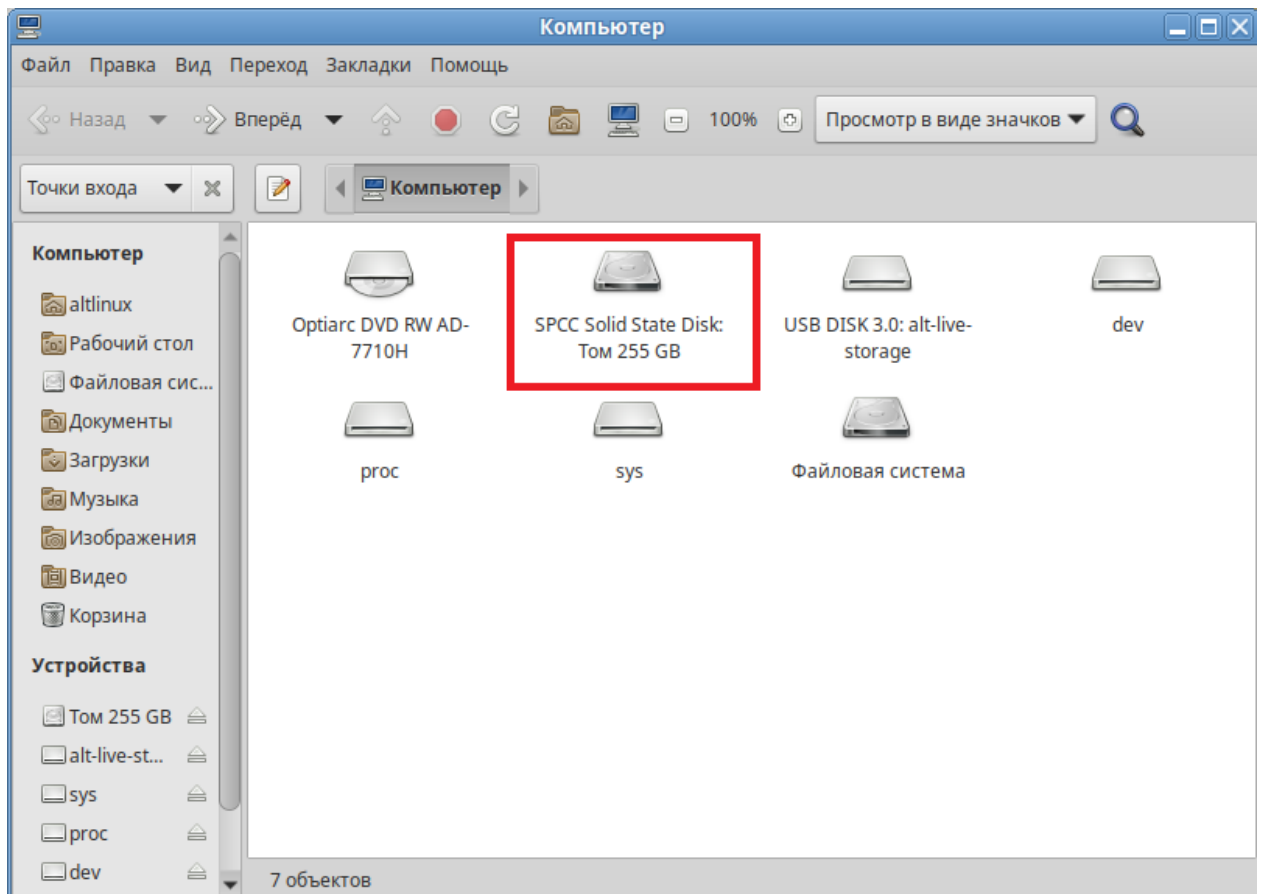 Компьютер
Файл Правка Вид Переход Закладки Помощь
Назад Вперёд 100% Просмотр в виде значков
Точки входа Компьютер
Компьютер
altlinux
Рабочий стол
Файловая сис...
Документы
Загрузки
Музыка
Изображения
Видео
Корзина
Устройства
Том 255 GB
alt-live-st...
sys
proc
dev
Optiarc DVD RW AD-
7710H
SPCC Solid State Disk:
Том 255 GB
USB DISK 3.0: alt-live-
storage
dev
proc
sys
Файловая система
7 объектов